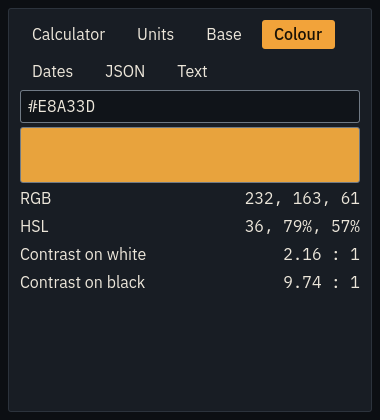 Calculator Units Base Colour
Dates JSON Text
#E8A33D
RGB 232, 163, 61
HSL 36, 79%, 57%
Contrast on white 2.16 : 1
Contrast on black 9.74 : 1